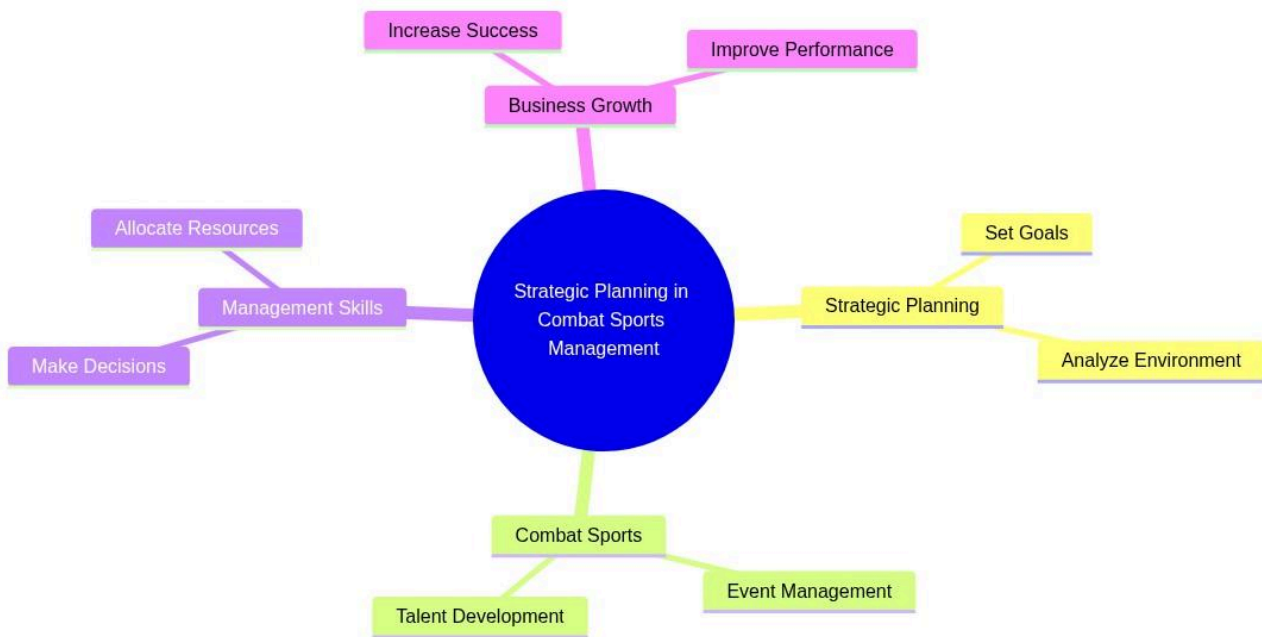 Increase Success
Improve Performance
Business Growth
Allocate Resources
Management Skills
Make Decisions
Strategic Planning in
Combat Sports
Management
Set Goals
Strategic Planning
Analyze Environment
Combat Sports
Talent Development
Event Management